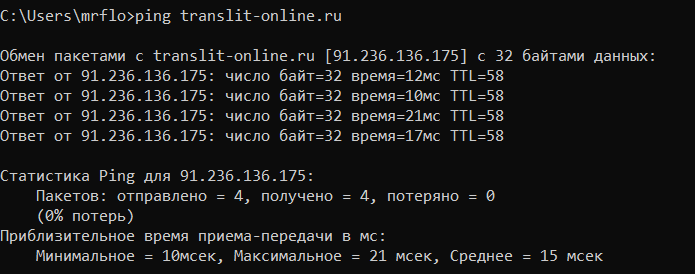 C:\Users\mrflo>ping translit-online.ru
Обмен пакетами с translit-online.ru [91.236.136.175] с 32 байтами данных:
Ответ от 91.236.136.175: число байт=32 время=12мс TTL=58
Ответ от 91.236.136.175: число байт=32 время=10мс TTL=58
Ответ от 91.236.136.175: число байт=32 время=21мс TTL=58
Ответ от 91.236.136.175: число байт=32 время=17мс TTL=58
Статистика Ping для 91.236.136.175:
Пакетов: отправлено = 4, получено = 4, потеряно = 0
(0% потерь)
Приблизительное время приема-передачи в мс:
Минимальное = 10мсек, Максимальное = 21 мсек, Среднее = 15 мсек